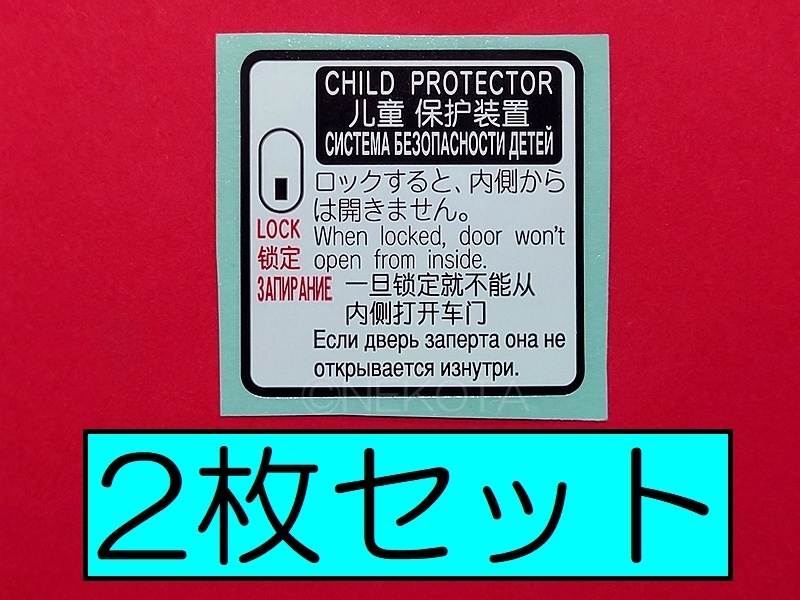 CHILD PROTECTOR
儿童 保护装置
СИСТЕМА БЕЗОПАСНОСТИ ДЕТЕЙ
LOCK
锁定
ЗАПИРАНИЕ
ロックすると、内側から
は開きません。
When locked, door won't
open from inside.
一旦锁定就不能从
内侧打开车门
Если дверь заперта она не
открывается изнутри.
©NEKOTA
2枚セット